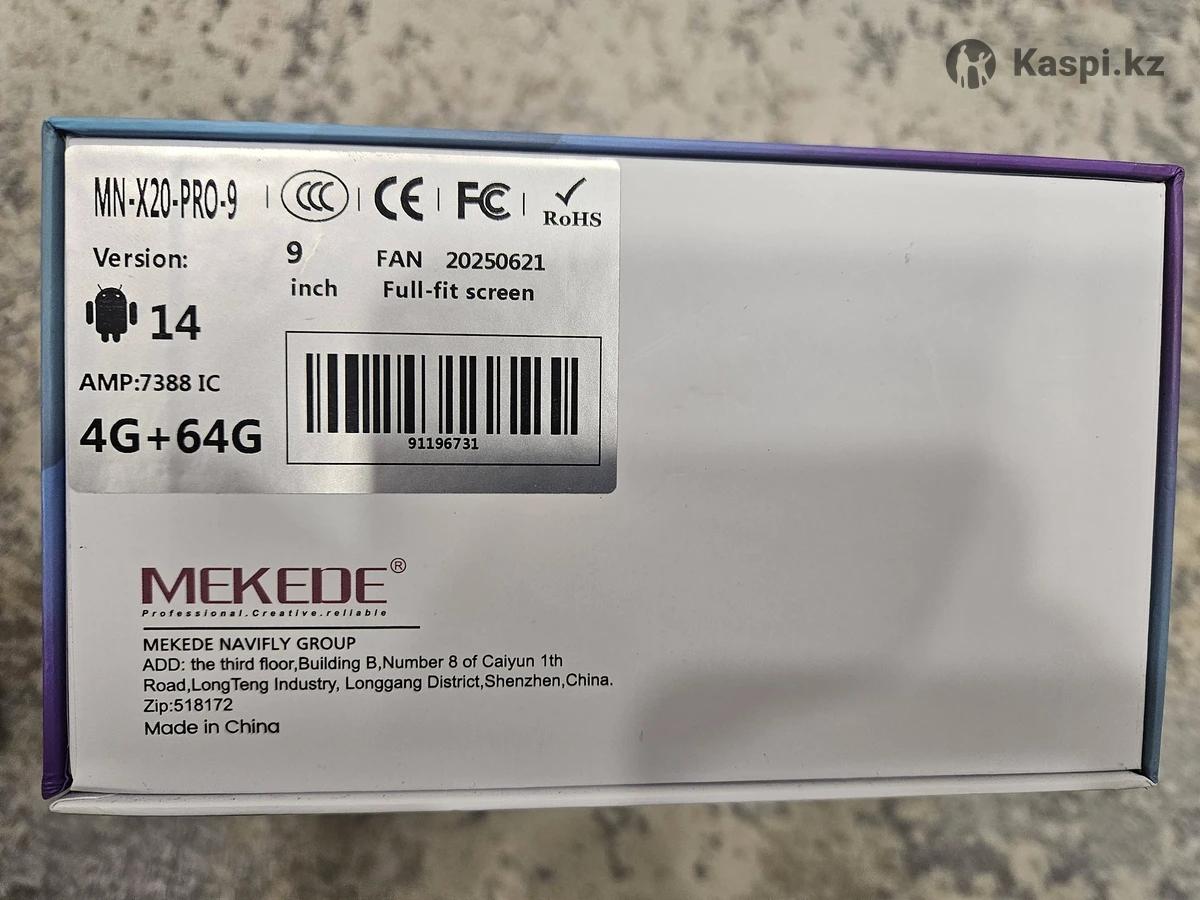 Kaspi.kz
MN-X20-PRO-9
CCC
CE
FC
RoHS
Version:
14
9
inch
FAN 20250621
Full-fit screen
AMP:7388 IC
4G+64G
91196731
MEKEDE®
Professional.Creative.reliable
MEKEDE NAVIFLY GROUP
ADD: the third floor,Building B,Number 8 of Caiyun 1th
Road,LongTeng Industry, Longgang District,Shenzhen,China.
Zip:518172
Made in China